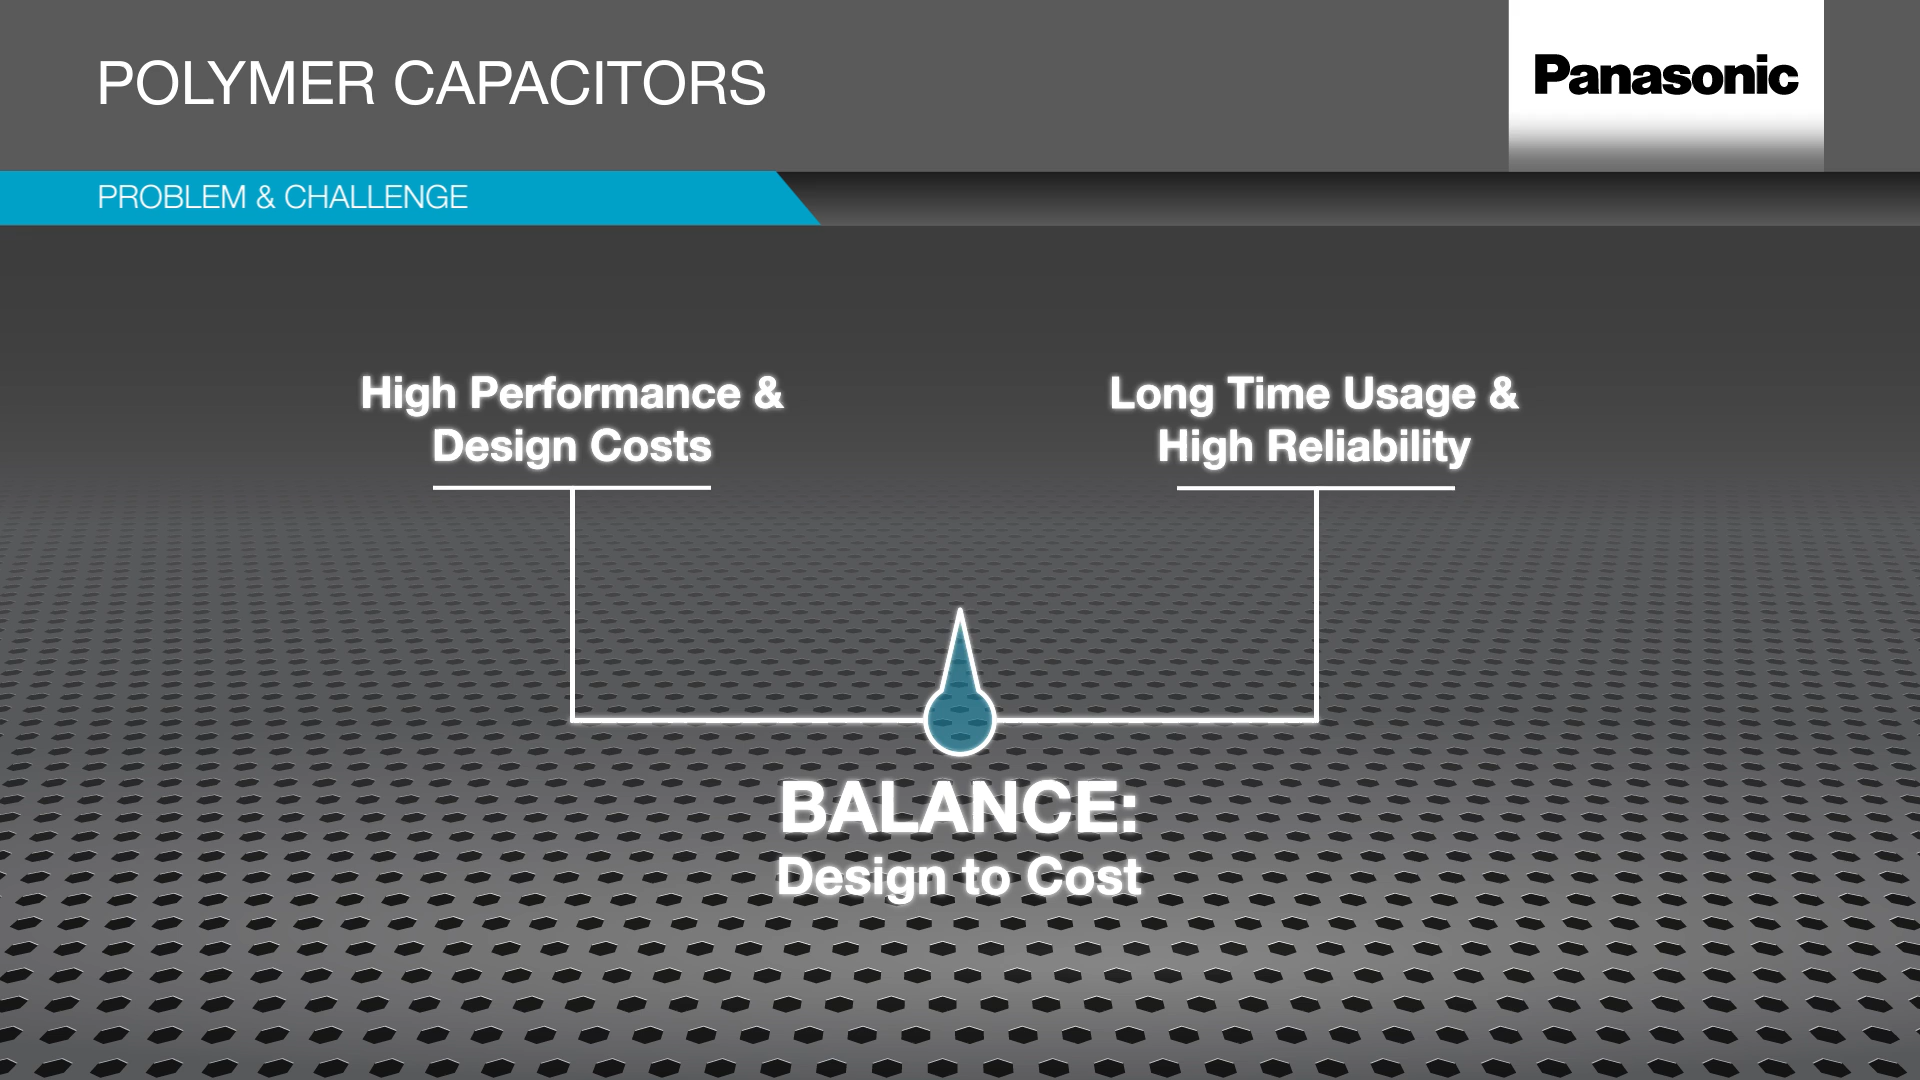 POLYMER CAPACITORS
Panasonic
PROBLEM & CHALLENGE
High Performance &
Design Costs
Long Time Usage &
High Reliability
BALANCE:
Design to Cost